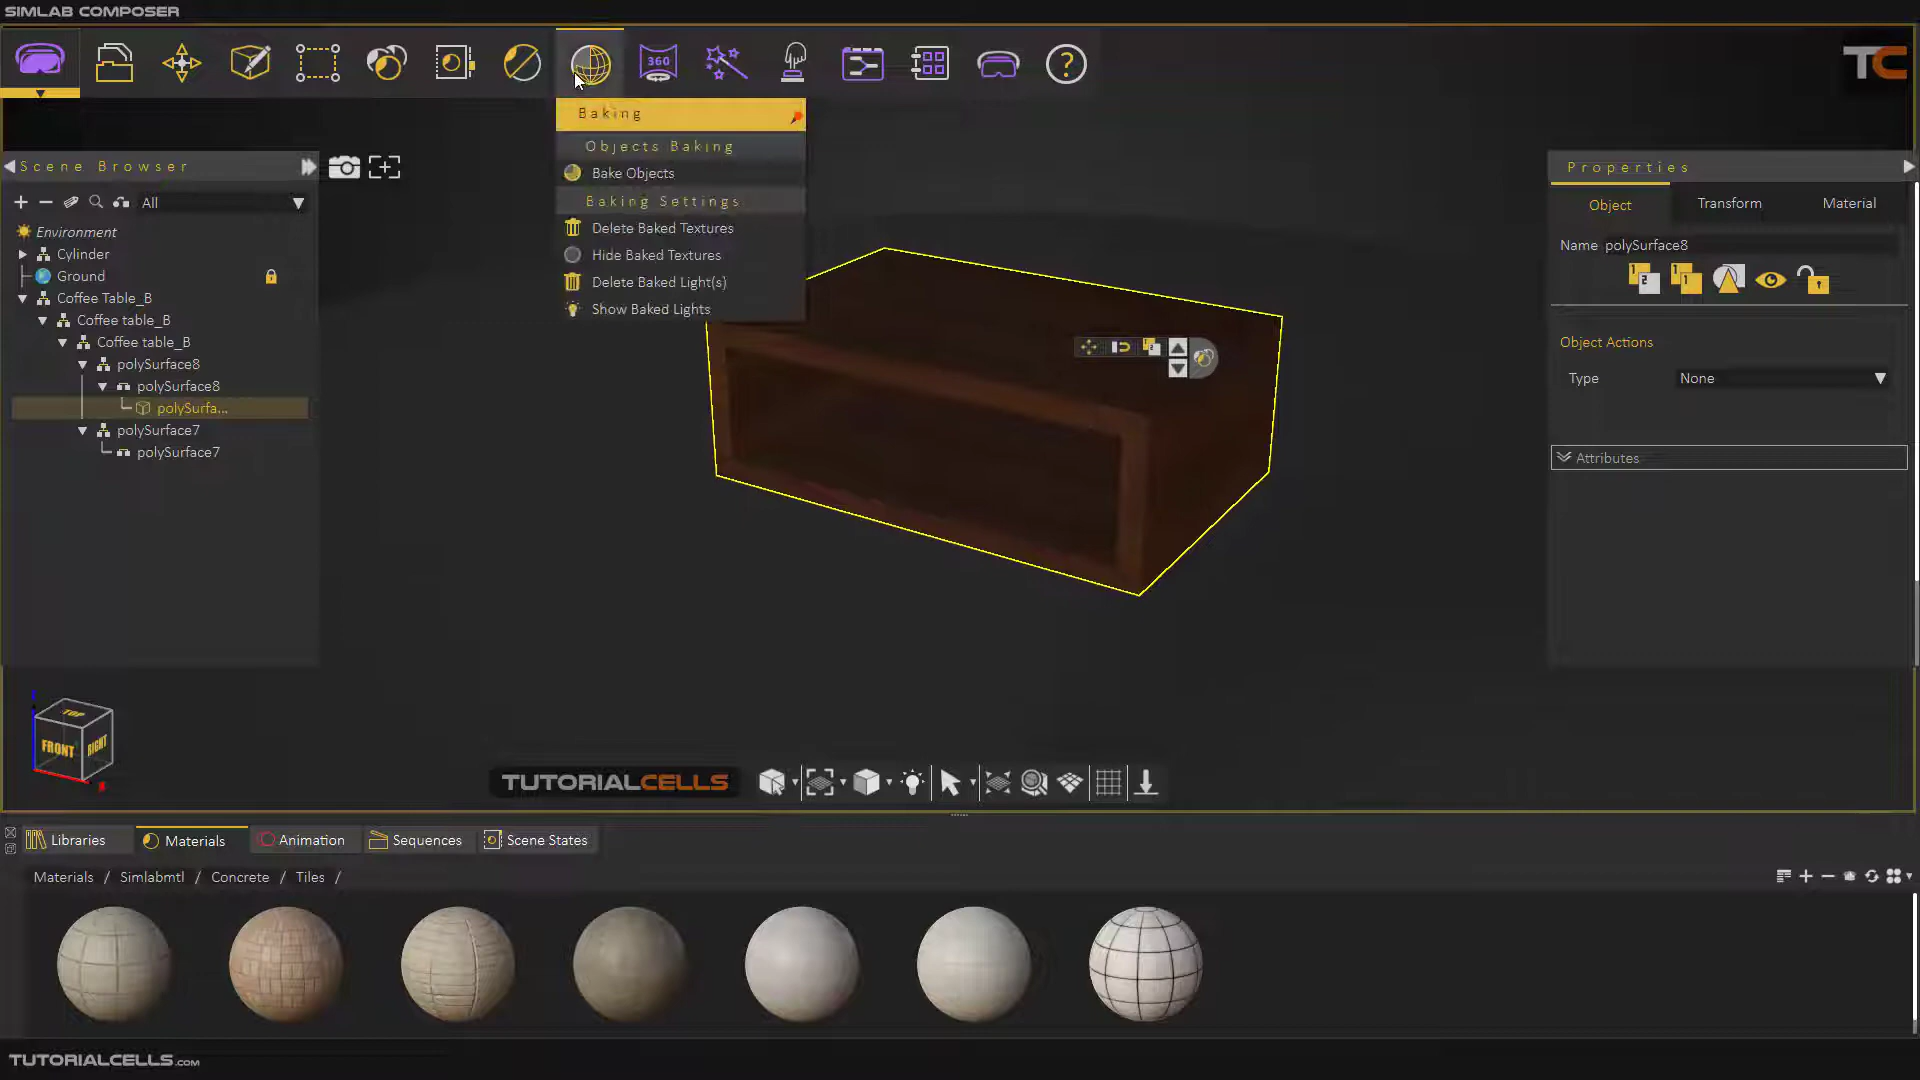 SIMLAB COMPOSER
360
?
TC
Baking
Objects Baking
Bake Objects
Baking Settings
Delete Baked Textures
Hide Baked Textures
Delete Baked Light(s)
Show Baked Lights
Scene Browser
All
Environment
Cylinder
Ground
Coffee Table_B
Coffee table_B
Coffee table_B
polySurface8
polySurface8
polySurfa...
polySurface7
polySurface7
Properties
Object
Transform
Material
Name polySurface8
Object Actions
Type None
Attributes
TOP
FRONT
RIGHT
TUTORIALCELLS
Libraries
Materials
Animation
Sequences
Scene States
Materials / Simlabmtl / Concrete / Tiles /
TUTORIALCELLS.COM